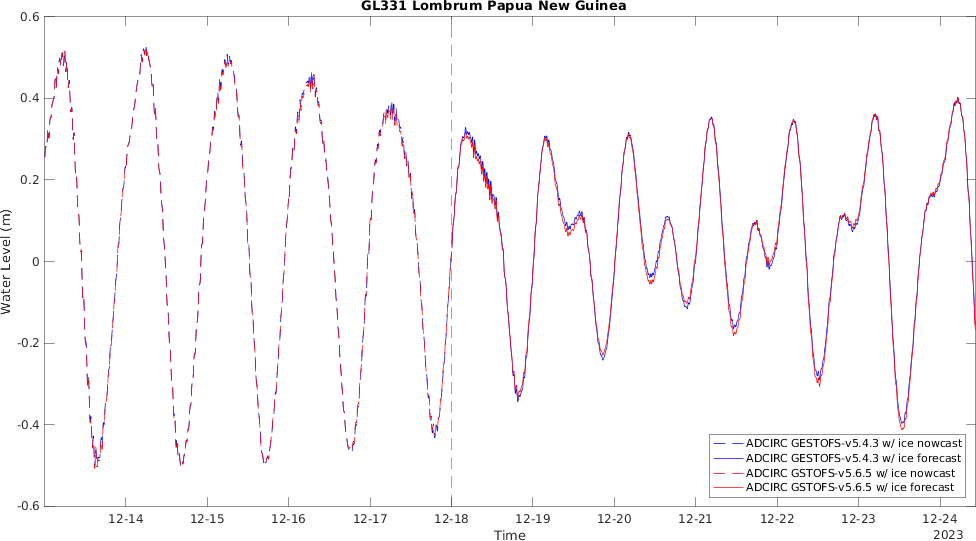 GL331 Lombrum Papua New Guinea
0.6
0.4
0.2
0
-0.2
-0.4
-0.6
Water Level (m)
ADCIRC GESTOFS-v5.4.3 w/ ice nowcast
ADCIRC GESTOFS-v5.4.3 w/ ice forecast
ADCIRC GSTOFS-v5.6.5 w/ ice nowcast
ADCIRC GSTOFS-v5.6.5 w/ ice forecast
12-14 12-15 12-16 12-17 12-18 12-19 12-20 12-21 12-22 12-23 12-24
Time 2023